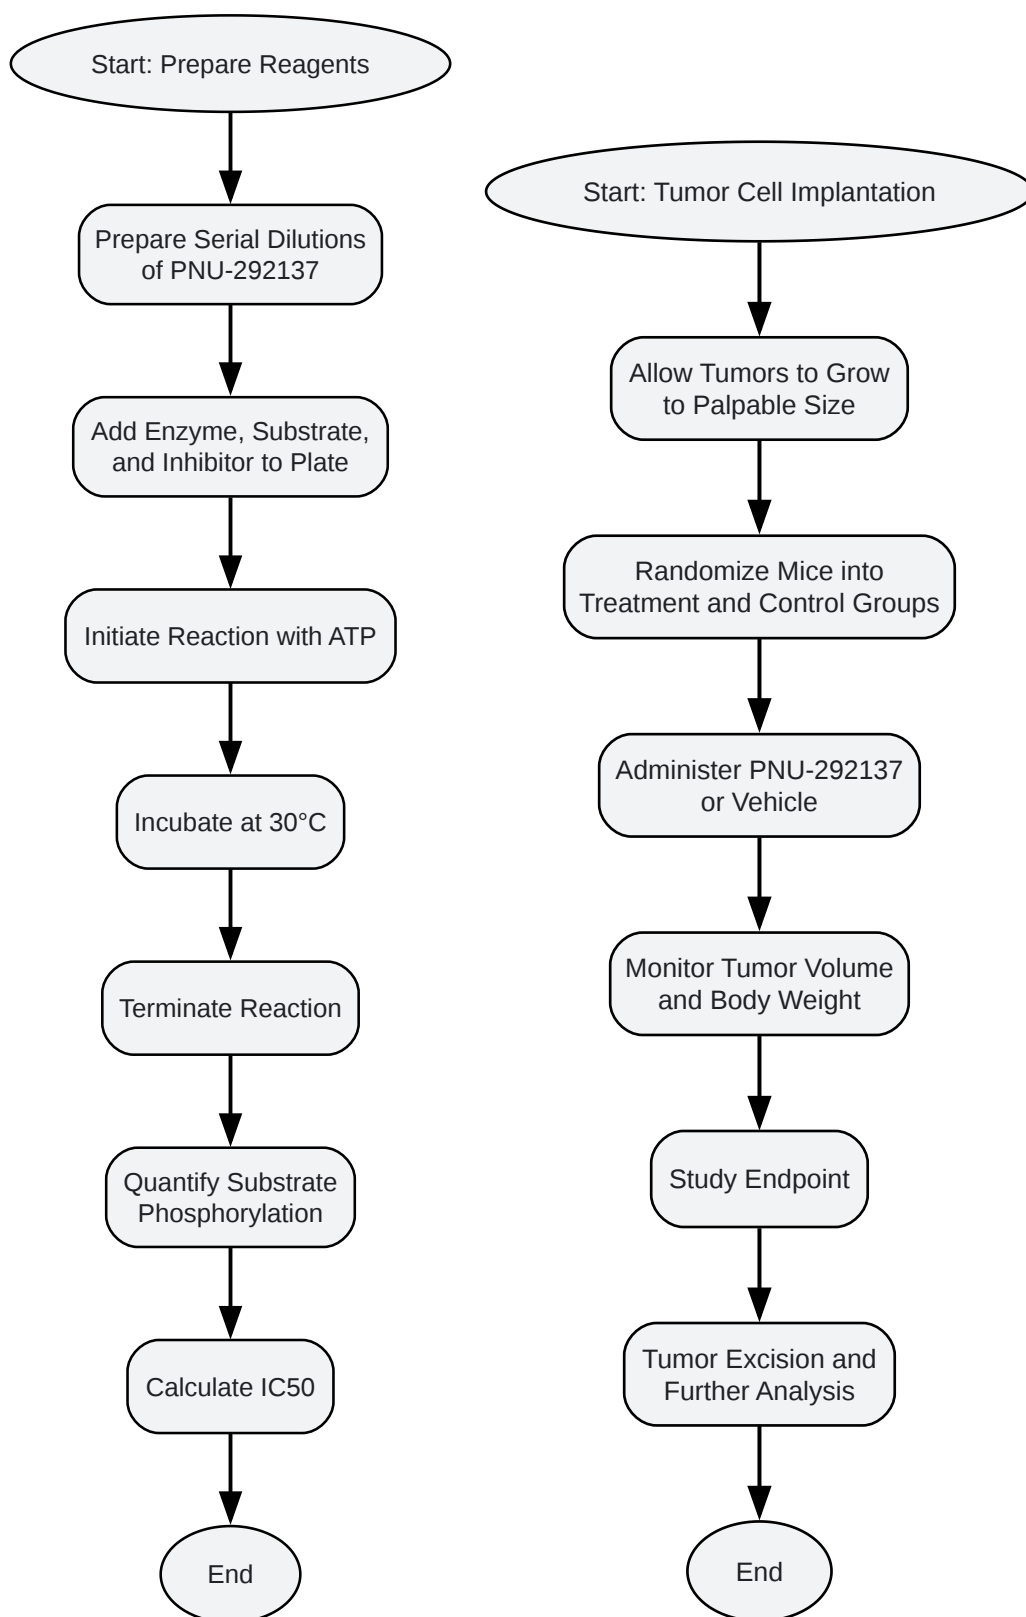 Start: Prepare Reagents
Prepare Serial Dilutions
of PNU-292137
Add Enzyme, Substrate,
and Inhibitor to Plate
Initiate Reaction with ATP
Incubate at 30°C
Terminate Reaction
Quantify Substrate
Phosphorylation
Calculate IC50
End
Start: Tumor Cell Implantation
Allow Tumors to Grow
to Palpable Size
Randomize Mice into
Treatment and Control Groups
Administer PNU-292137
or Vehicle
Monitor Tumor Volume
and Body Weight
Study Endpoint
Tumor Excision and
Further Analysis
End